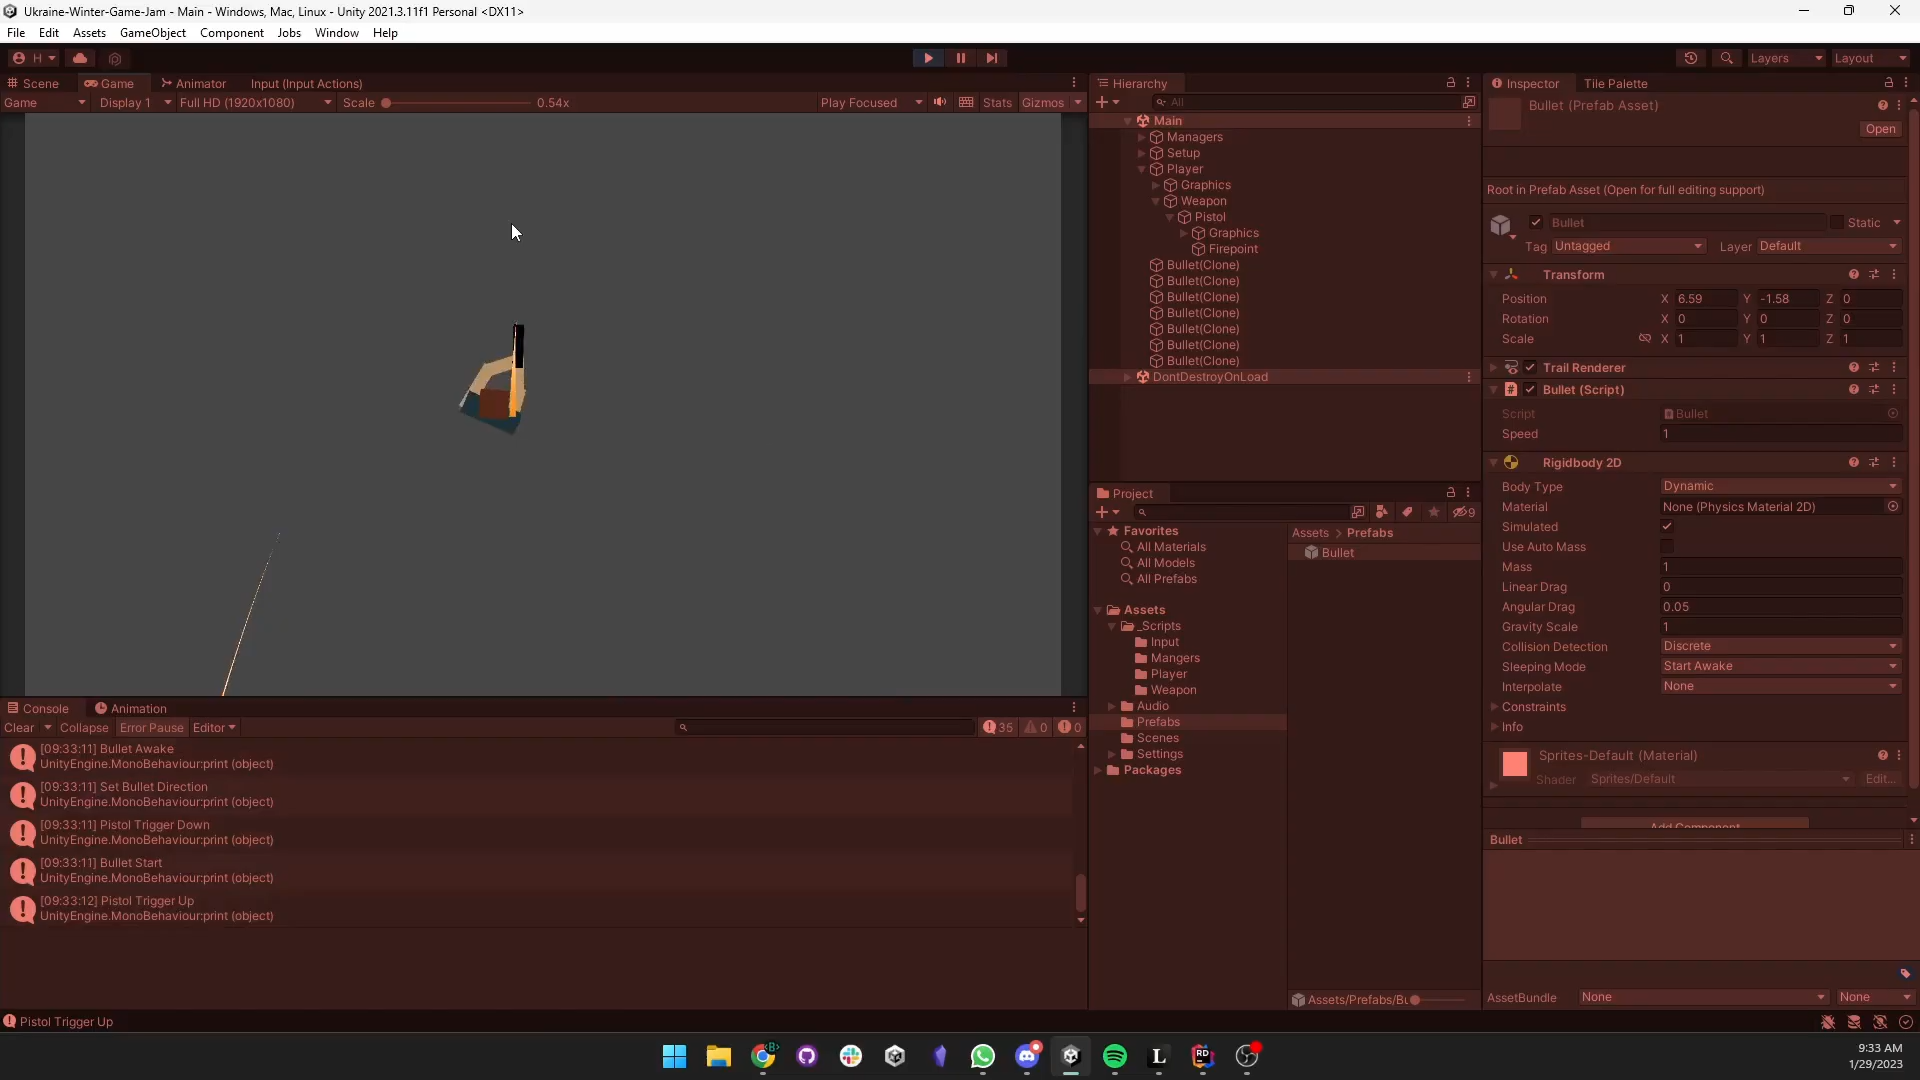 Ukraine-Winter-Game-Jam - Main - Windows, Mac, Linux - Unity 2021.3.11f1 Personal <DX11>
File Edit Assets GameObject Component Jobs Window Help
H Layers Layout
Scene Game Animator Input (Input Actions)
Game Display 1 Full HD (1920x1080) Scale 0.54x Play Focused Stats Gizmos
Hierarchy
All
Main
Managers
Setup
Player
Graphics
Weapon
Pistol
Graphics
Firepoint
Bullet(Clone)
Bullet(Clone)
Bullet(Clone)
Bullet(Clone)
Bullet(Clone)
Bullet(Clone)
Bullet(Clone)
DontDestroyOnLoad
Project
9
Favorites
All Materials
All Models
All Prefabs
Assets
_Scripts
Input
Mangers
Player
Weapon
Audio
Prefabs
Scenes
Settings
Packages
Assets > Prefabs
Bullet
Assets/Prefabs/Bu
Inspector Tile Palette
Bullet (Prefab Asset)
Open
Root in Prefab Asset (Open for full editing support)
Bullet Static
Tag Untagged Layer Default
Transform
Position X 6.59 Y -1.58 Z 0
Rotation X 0 Y 0 Z 0
Scale X 1 Y 1 Z 1
Trail Renderer
Bullet (Script)
Script Bullet
Speed 1
Rigidbody 2D
Body Type Dynamic
Material None (Physics Material 2D)
Simulated
Use Auto Mass
Mass 1
Linear Drag 0
Angular Drag 0.05
Gravity Scale 1
Collision Detection Discrete
Sleeping Mode Start Awake
Interpolate None
Constraints
Info
Sprites-Default (Material)
Shader Sprites/Default Edit...
Add Component
Bullet
AssetBundle None None
Console Animation
Clear Collapse Error Pause Editor 35 0 0
[09:33:11] Bullet Awake
UnityEngine.MonoBehaviour:print (object)
[09:33:11] Set Bullet Direction
UnityEngine.MonoBehaviour:print (object)
[09:33:11] Pistol Trigger Down
UnityEngine.MonoBehaviour:print (object)
[09:33:11] Bullet Start
UnityEngine.MonoBehaviour:print (object)
[09:33:12] Pistol Trigger Up
UnityEngine.MonoBehaviour:print (object)
Pistol Trigger Up
9:33 AM
1/29/2023